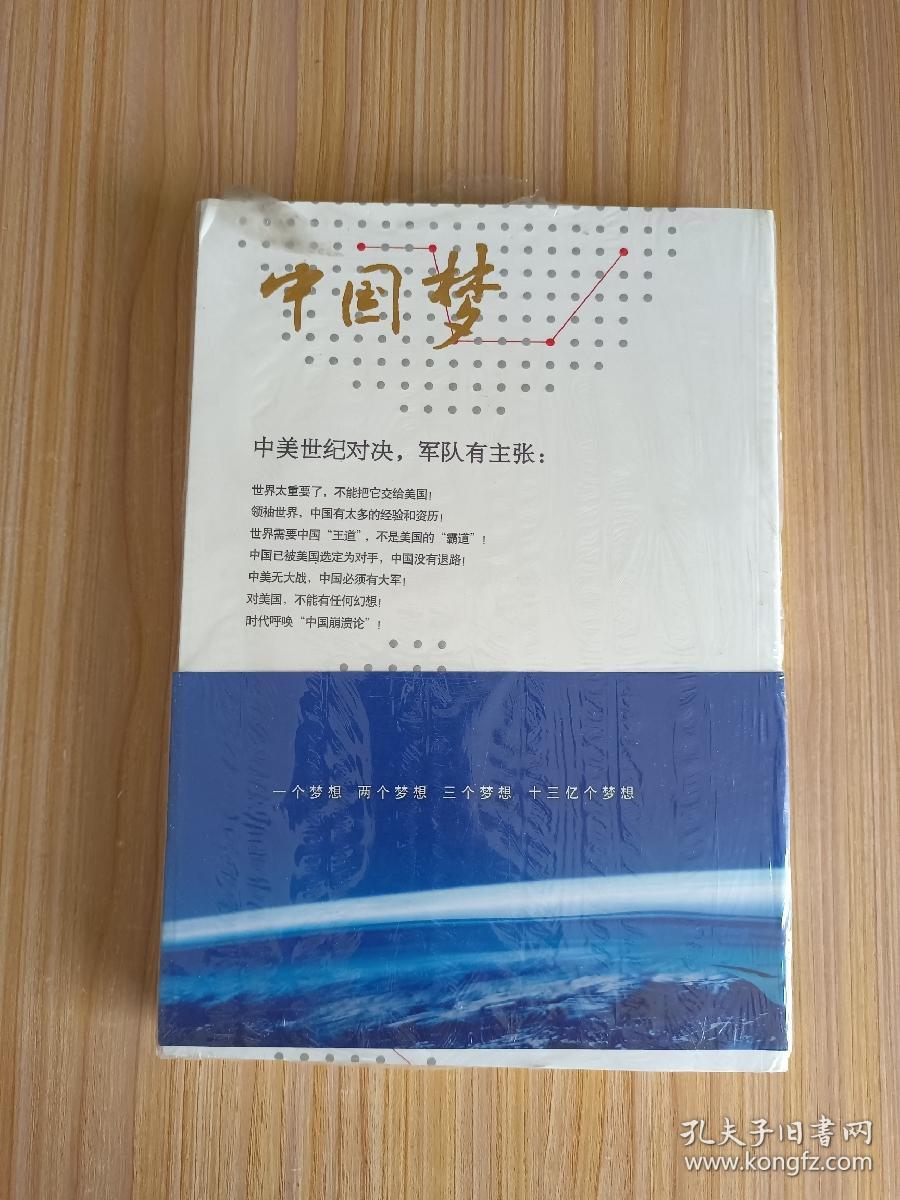 中国梦
中美世纪对决，军队有主张：
世界太重要了，不能把它交给美国！
领袖世界，中国有太多的经验和资历！
世界需要中国“王道”，不是美国的“霸道”！
中国已被美国选定为对手，中国没有退路！
中美无大战，中国必须有大军！
对美国，不能有任何幻想！
时代呼唤“中国崩溃论”！
一个梦想 两个梦想 三个梦想 十三亿个梦想
孔夫子旧書网
www.kongfz.com